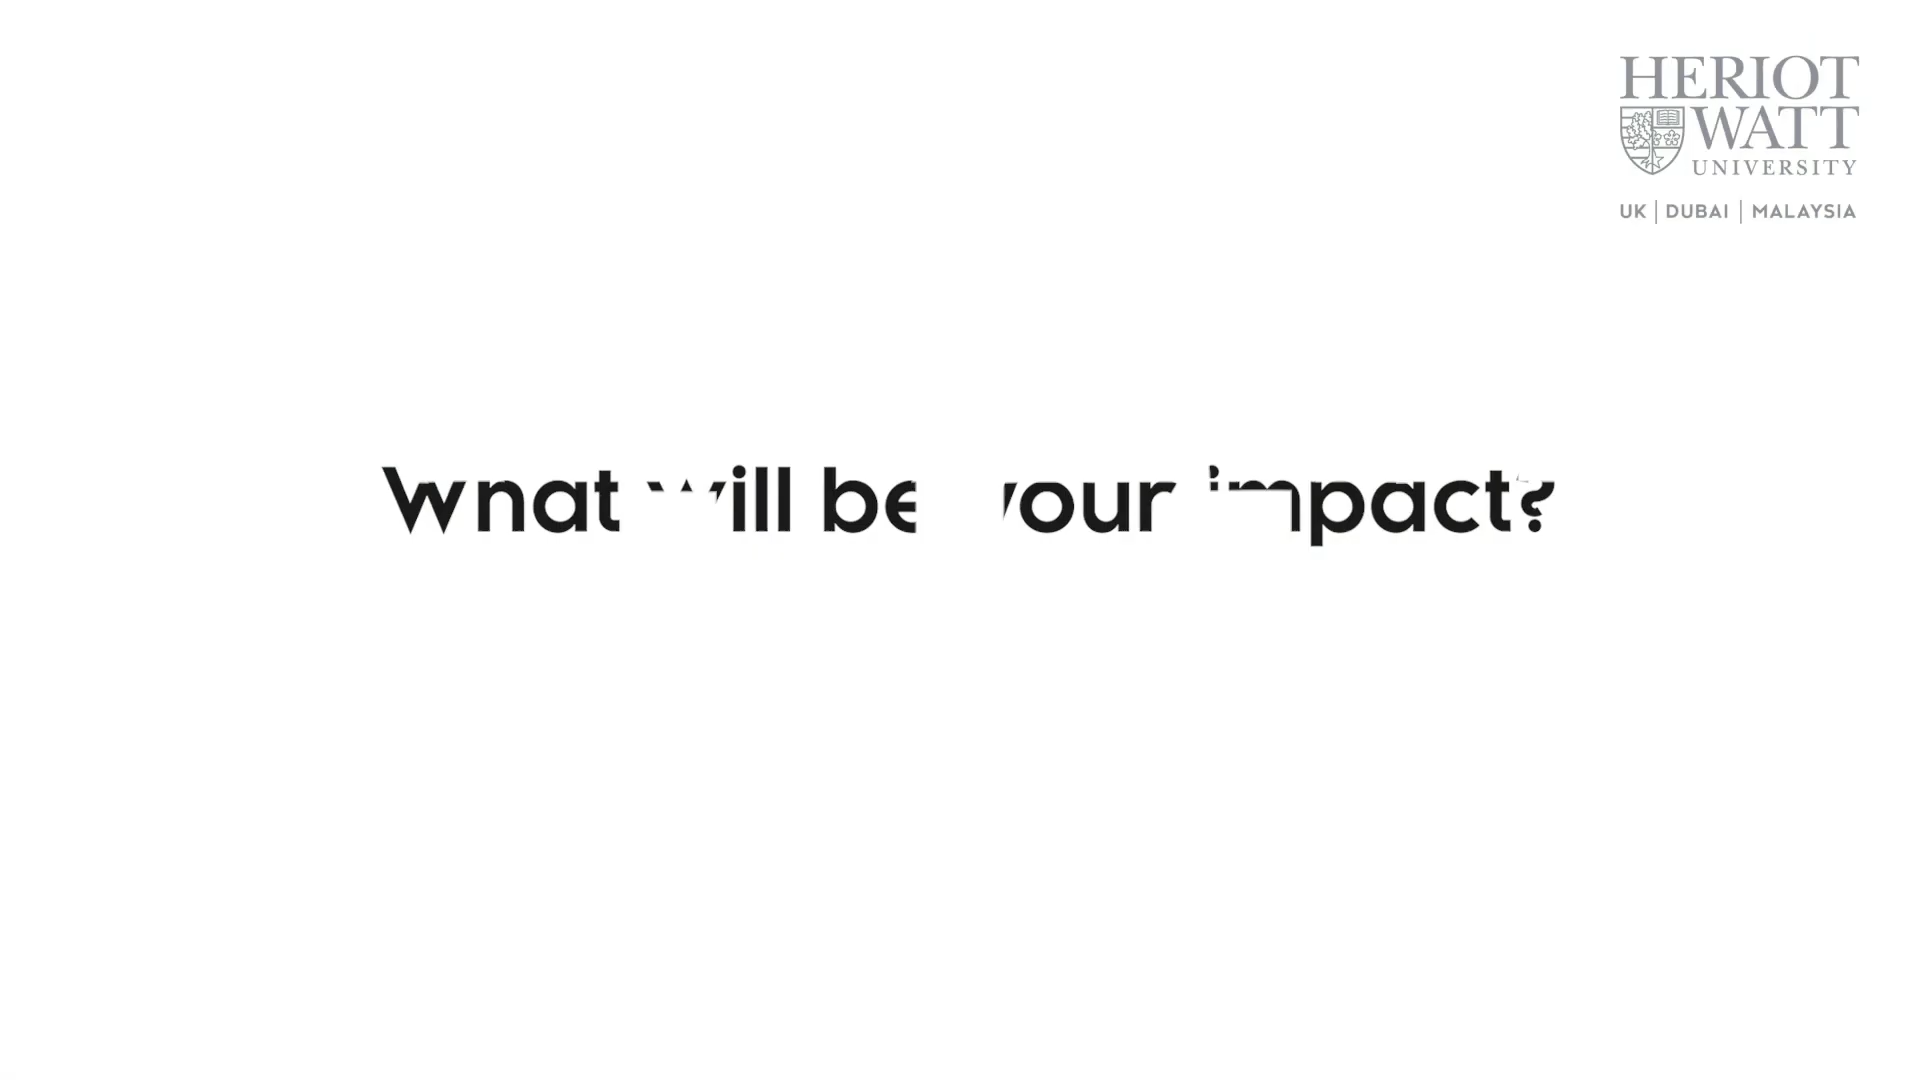 HERIOT
WATT
UNIVERSITY
UK | DUBAI | MALAYSIA
What will be your impact?